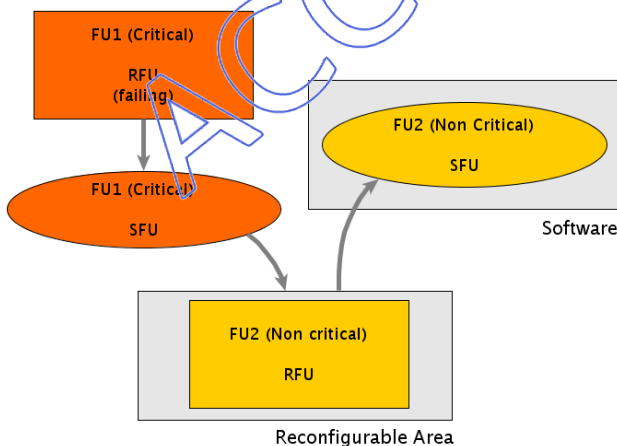 FU1 (Critical)
RFU
(failing)
FU2 (Non Critical)
SFU
FU1 (Critical)
SFU
Software
FU2 (Non critical)
RFU
Reconfigurable Area